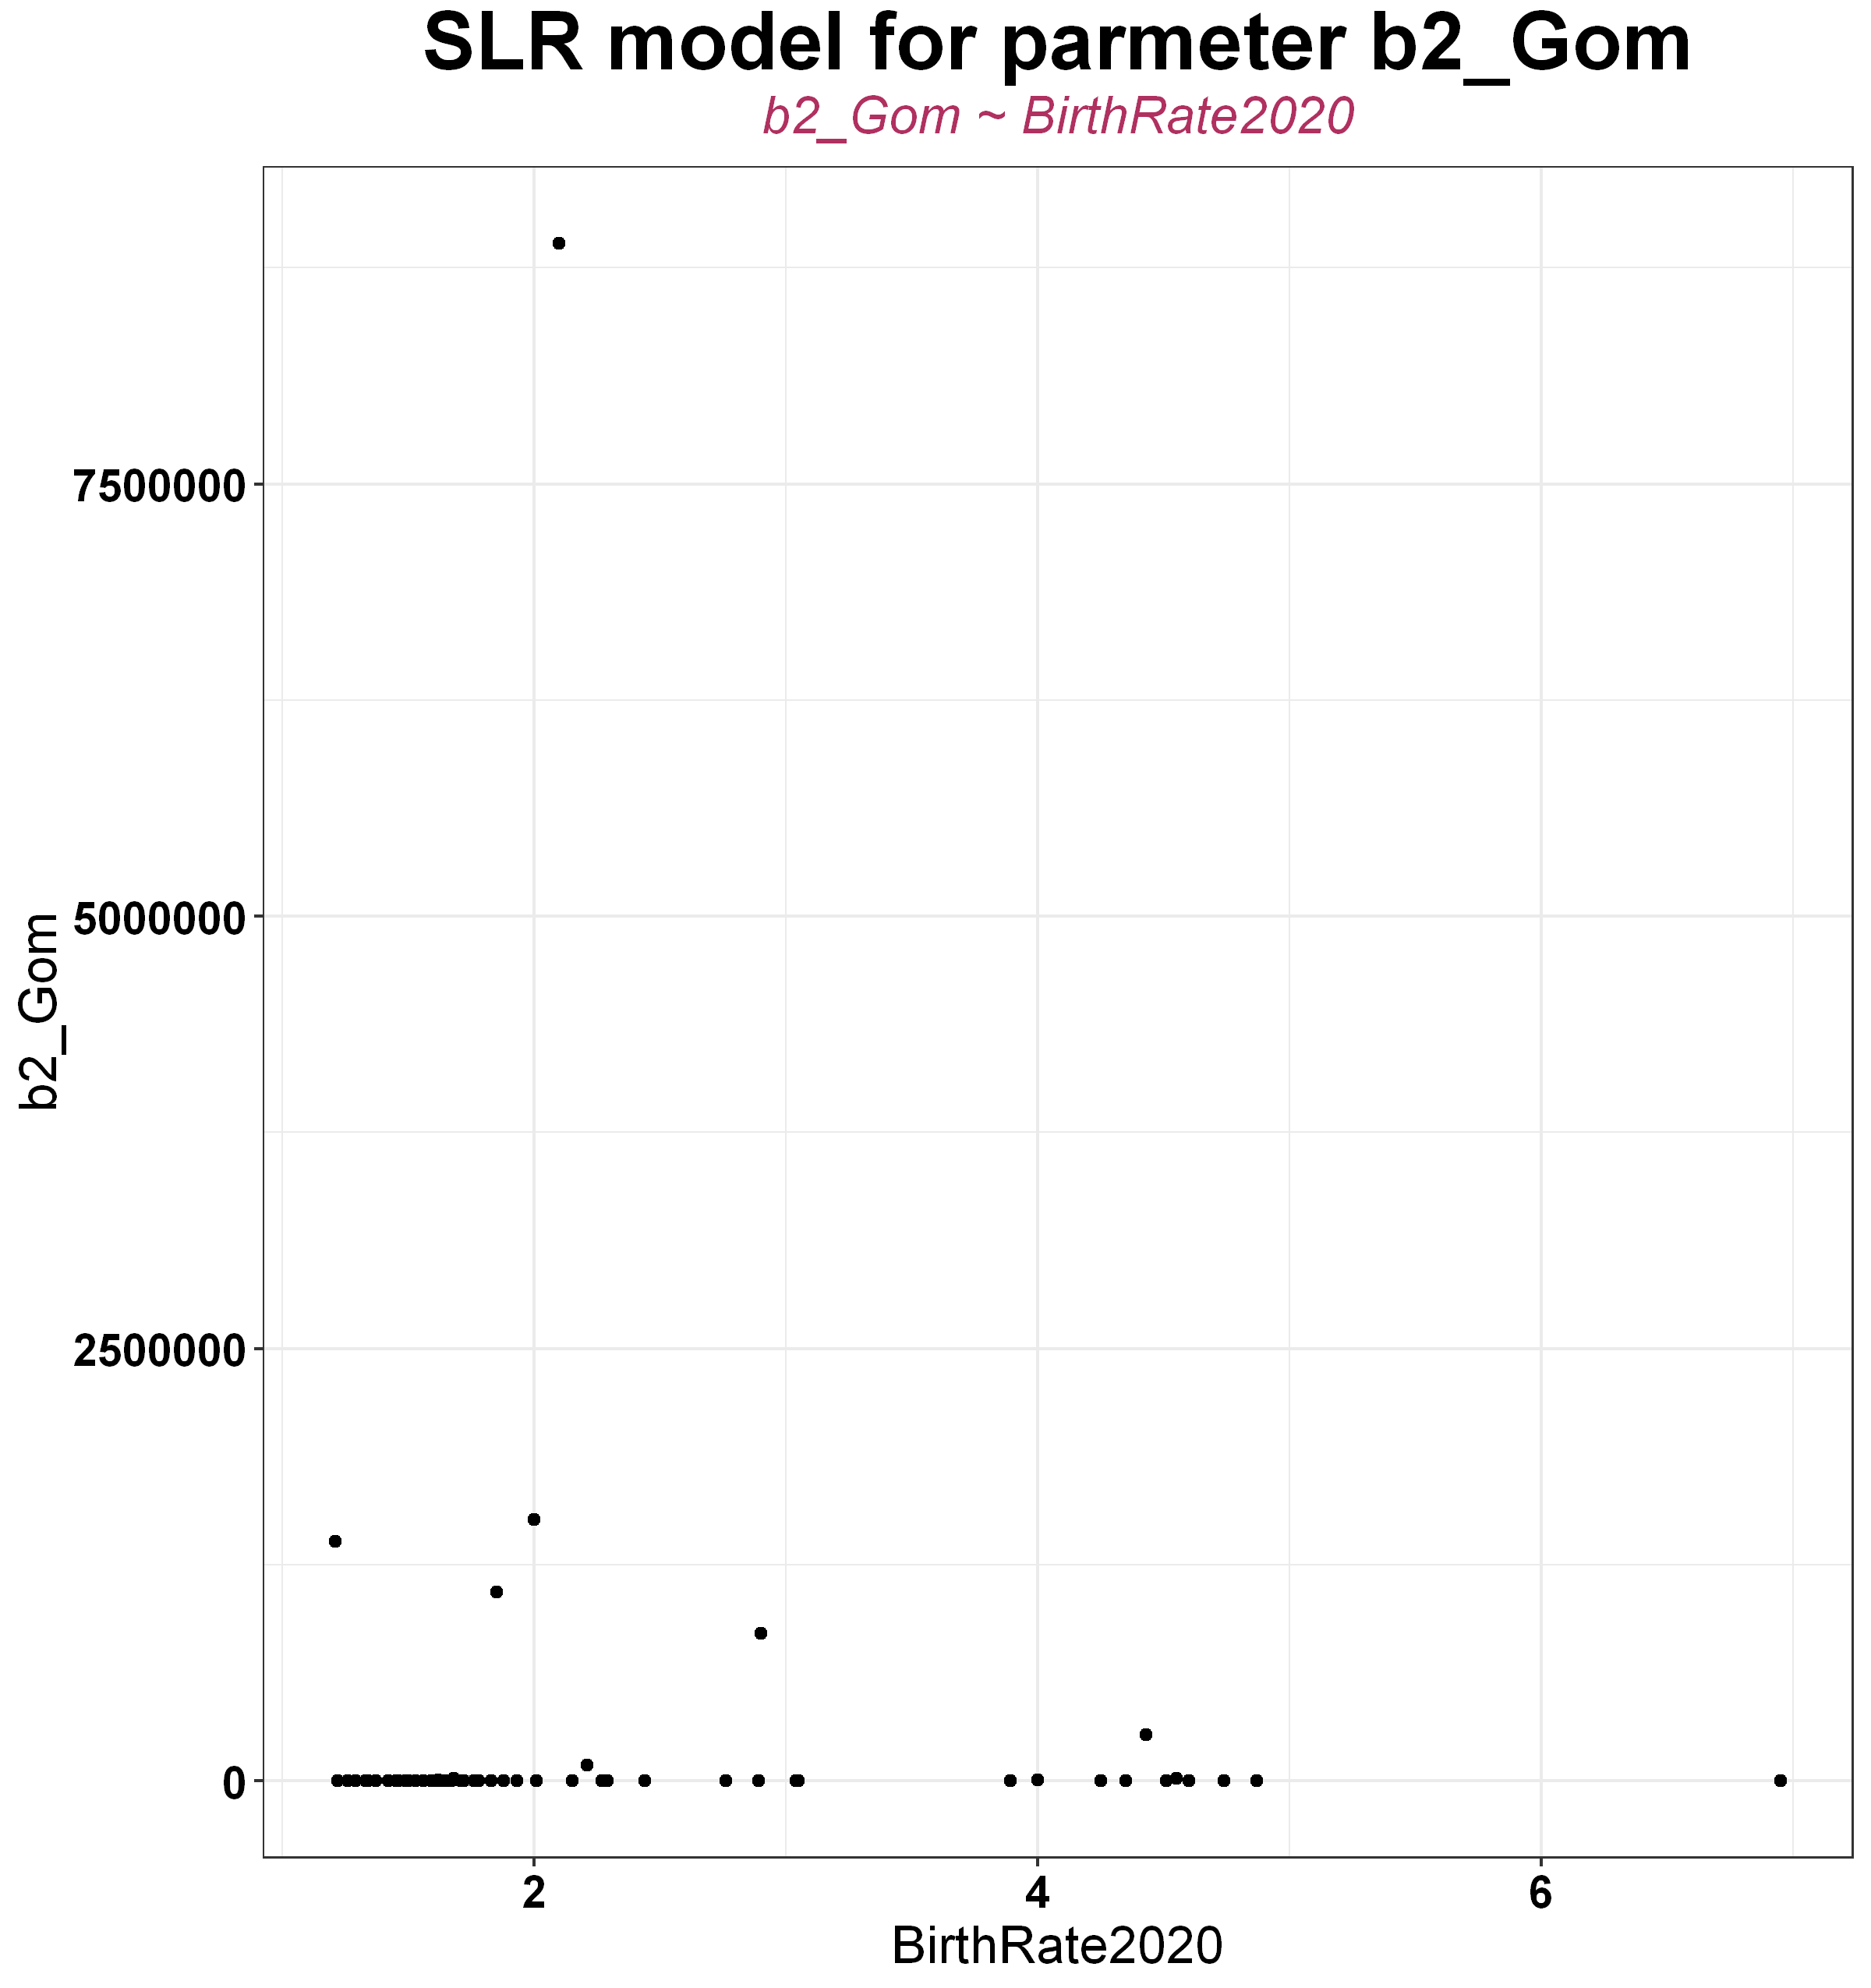 SLR model for parmeter b2_Gom
b2_Gom ~ BirthRate2020
7500000
5000000
2500000
0
b2_Gom
2 4 6
BirthRate2020